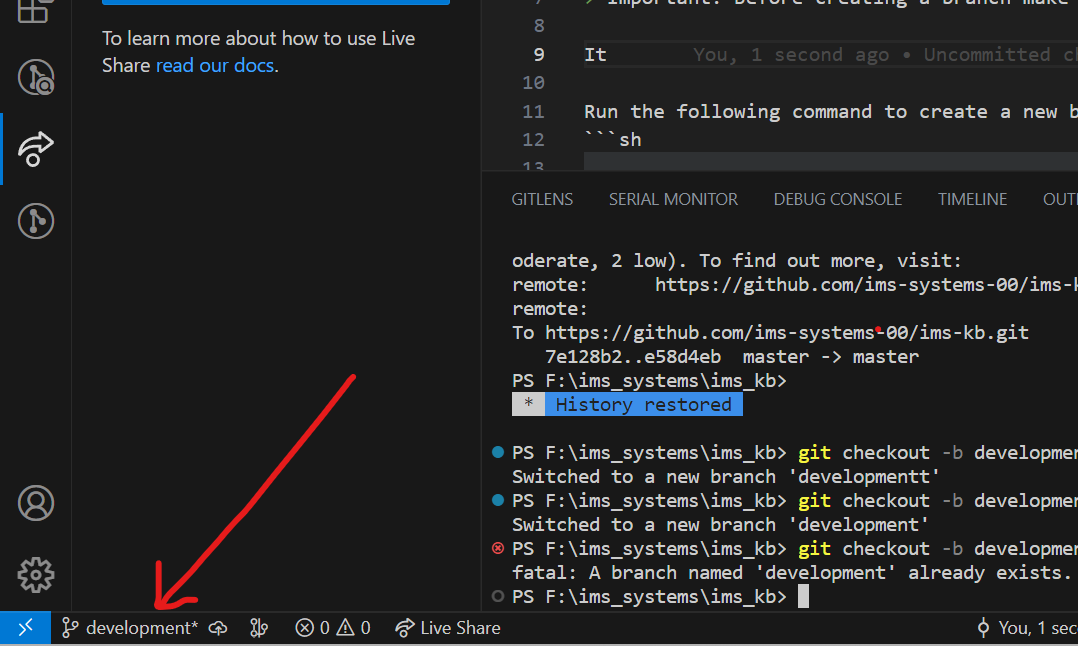 To learn more about how to use Live
Share read our docs.
7 > Important: Before creating a branch make
8
9 It You, 1 second ago • Uncommitted
10
11 Run the following command to create a new
12 ```sh
13
GITLENS SERIAL MONITOR DEBUG CONSOLE TIMELINE
oderate, 2 low). To find out more, visit:
remote: https://github.com/ims-systems-00/ims-k
remote:
To https://github.com/ims-systems-00/ims-kb.git
7e128b2..e58d4eb master -> master
PS F:\ims_systems\ims_kb>
* History restored
PS F:\ims_systems\ims_kb> git checkout -b developmen
Switched to a new branch 'developmentt'
PS F:\ims_systems\ims_kb> git checkout -b developmen
Switched to a new branch 'development'
PS F:\ims_systems\ims_kb> git checkout -b developmen
fatal: A branch named 'development' already exists.
PS F:\ims_systems\ims_kb>
development* 0 0 Live Share You, 1 sec